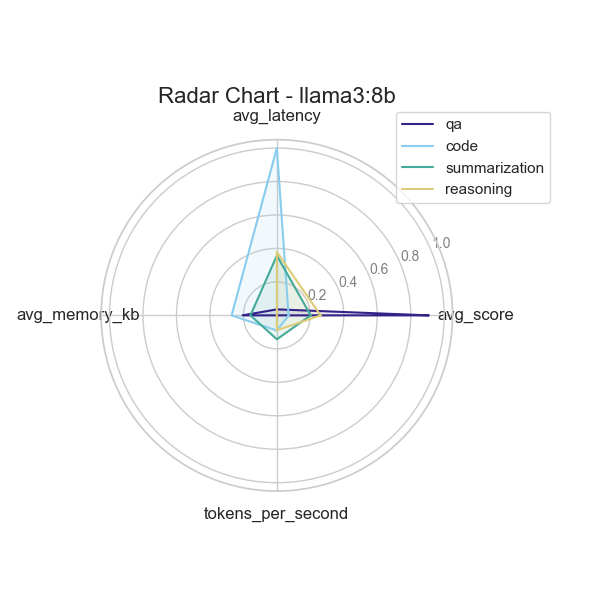 Radar Chart - llama3:8b
avg_latency
qa
code
summarization
reasoning
1.0
0.8
0.6
0.4
0.2
avg_memory_kb
avg_score
tokens_per_second